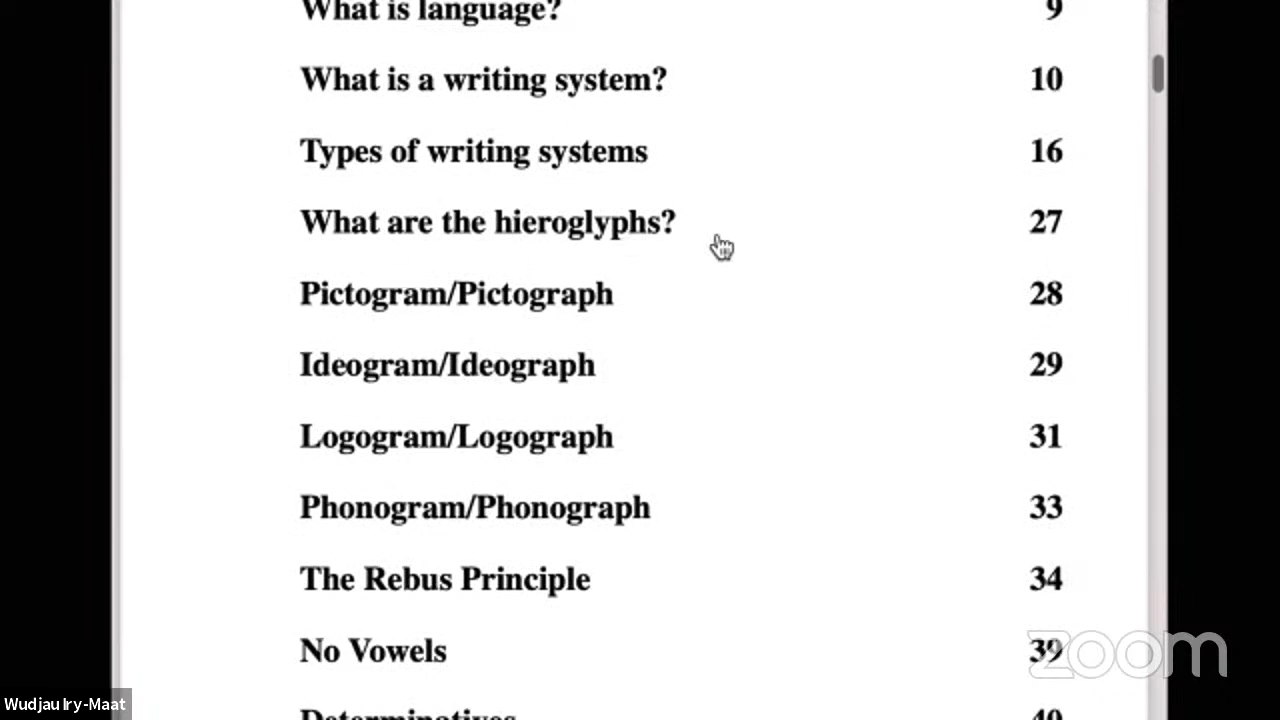 What is language? 9
What is a writing system? 10
Types of writing systems 16
What are the hieroglyphs? 27
Pictogram/Pictograph 28
Ideogram/Ideograph 29
Logogram/Logograph 31
Phonogram/Phonograph 33
The Rebus Principle 34
No Vowels 39
zoom
Determinatives 40
Wudjau Iry-Maat